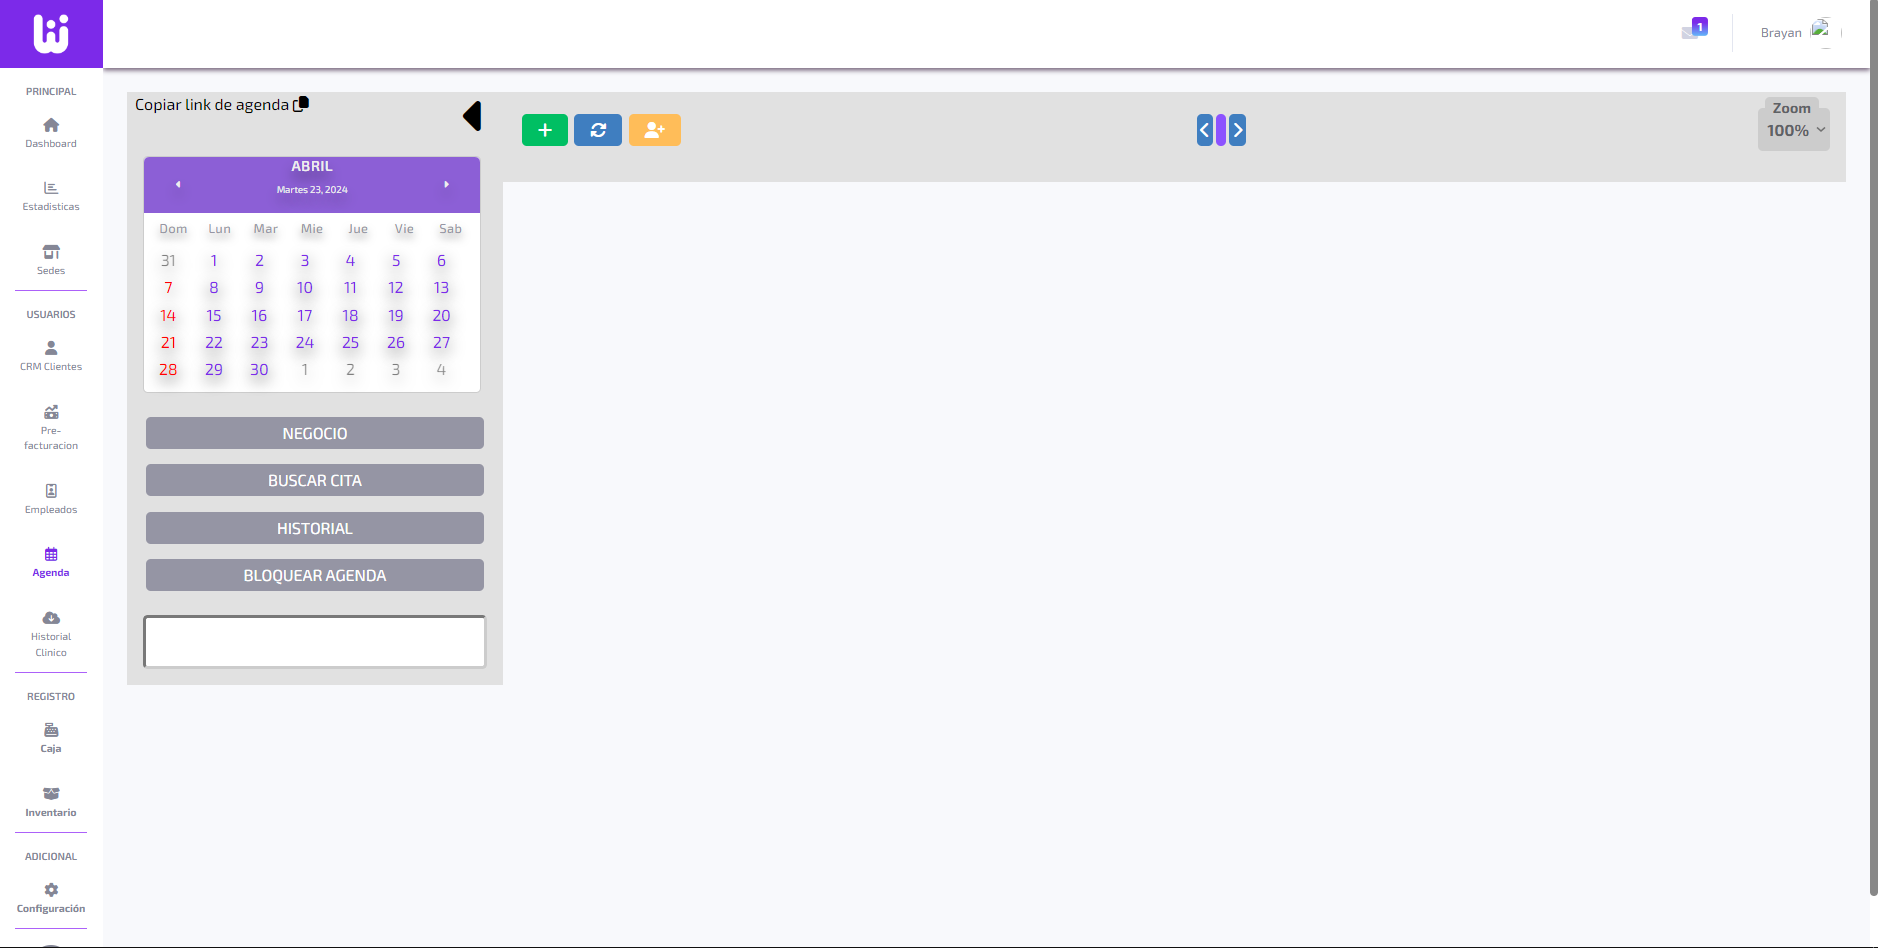 1
Brayan
PRINCIPAL
Dashboard
Estadisticas
Sedes
USUARIOS
CRM Clientes
Pre-
facturacion
Empleados
Agenda
Historial
Clinico
REGISTRO
Caja
Inventario
ADICIONAL
Configuración
Copiar link de agenda
ABRIL
Martes 23, 2024
Dom Lun Mar Mie Jue Vie Sab
31 1 2 3 4 5 6
7 8 9 10 11 12 13
14 15 16 17 18 19 20
21 22 23 24 25 26 27
28 29 30 1 2 3 4
NEGOCIO
BUSCAR CITA
HISTORIAL
BLOQUEAR AGENDA
Zoom
100%